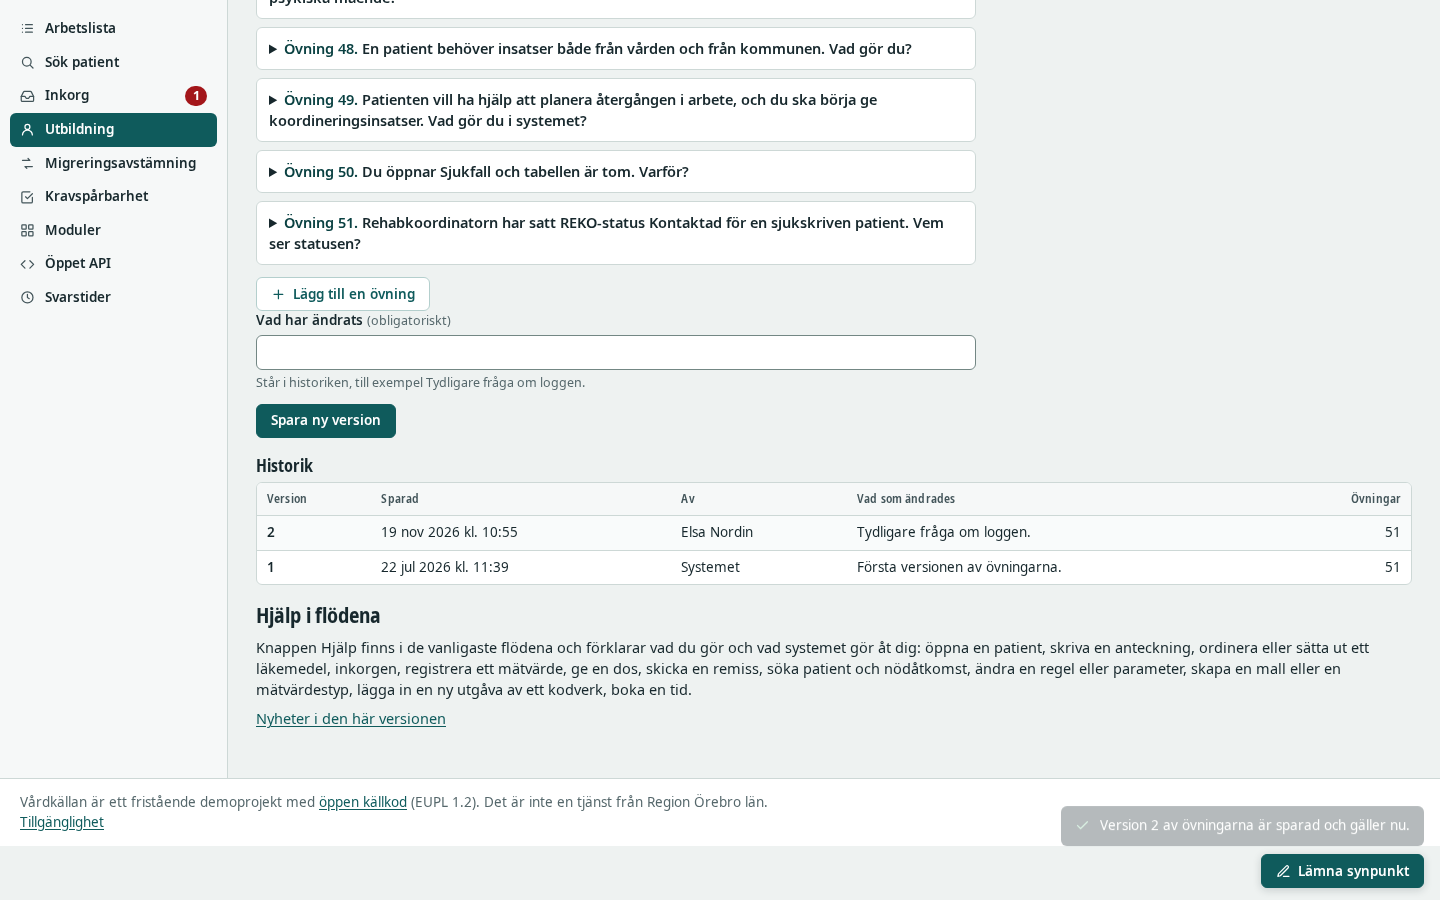 Arbetslista
Sök patient
Inkorg 1
Utbildning
Migreringsavstämning
Kravspårbarhet
Moduler
Öppet API
Svarstider
psykiska mående?
Övning 48. En patient behöver insatser både från vården och från kommunen. Vad gör du?
Övning 49. Patienten vill ha hjälp att planera återgången i arbete, och du ska börja ge
koordineringsinsatser. Vad gör du i systemet?
Övning 50. Du öppnar Sjukfall och tabellen är tom. Varför?
Övning 51. Rehabkoordinatorn har satt REKO-status Kontaktad för en sjukskriven patient. Vem
ser statusen?
Lägg till en övning
Vad har ändrats (obligatoriskt)
Står i historiken, till exempel Tydligare fråga om loggen.
Spara ny version
Historik
Version Sparad Av Vad som ändrades Övningar
2 19 nov 2026 kl. 10:55 Elsa Nordin Tydligare fråga om loggen. 51
1 22 jul 2026 kl. 11:39 Systemet Första versionen av övningarna. 51
Hjälp i flödena
Knappen Hjälp finns i de vanligaste flödena och förklarar vad du gör och vad systemet gör åt dig: öppna en patient, skriva en anteckning, ordinera eller sätta ut ett
läkemedel, inkorgen, registrera ett mätvärde, ge en dos, skicka en remiss, söka patient och nödåtkomst, ändra en regel eller parameter, skapa en mall eller en
mätvärdestyp, lägga in en ny utgåva av ett kodverk, boka en tid.
Nyheter i den här versionen
Vårdkällan är ett fristående demoprojekt med öppen källkod (EUPL 1.2). Det är inte en tjänst från Region Örebro län.
Tillgänglighet
Version 2 av övningarna är sparad och gäller nu.
Lämna synpunkt